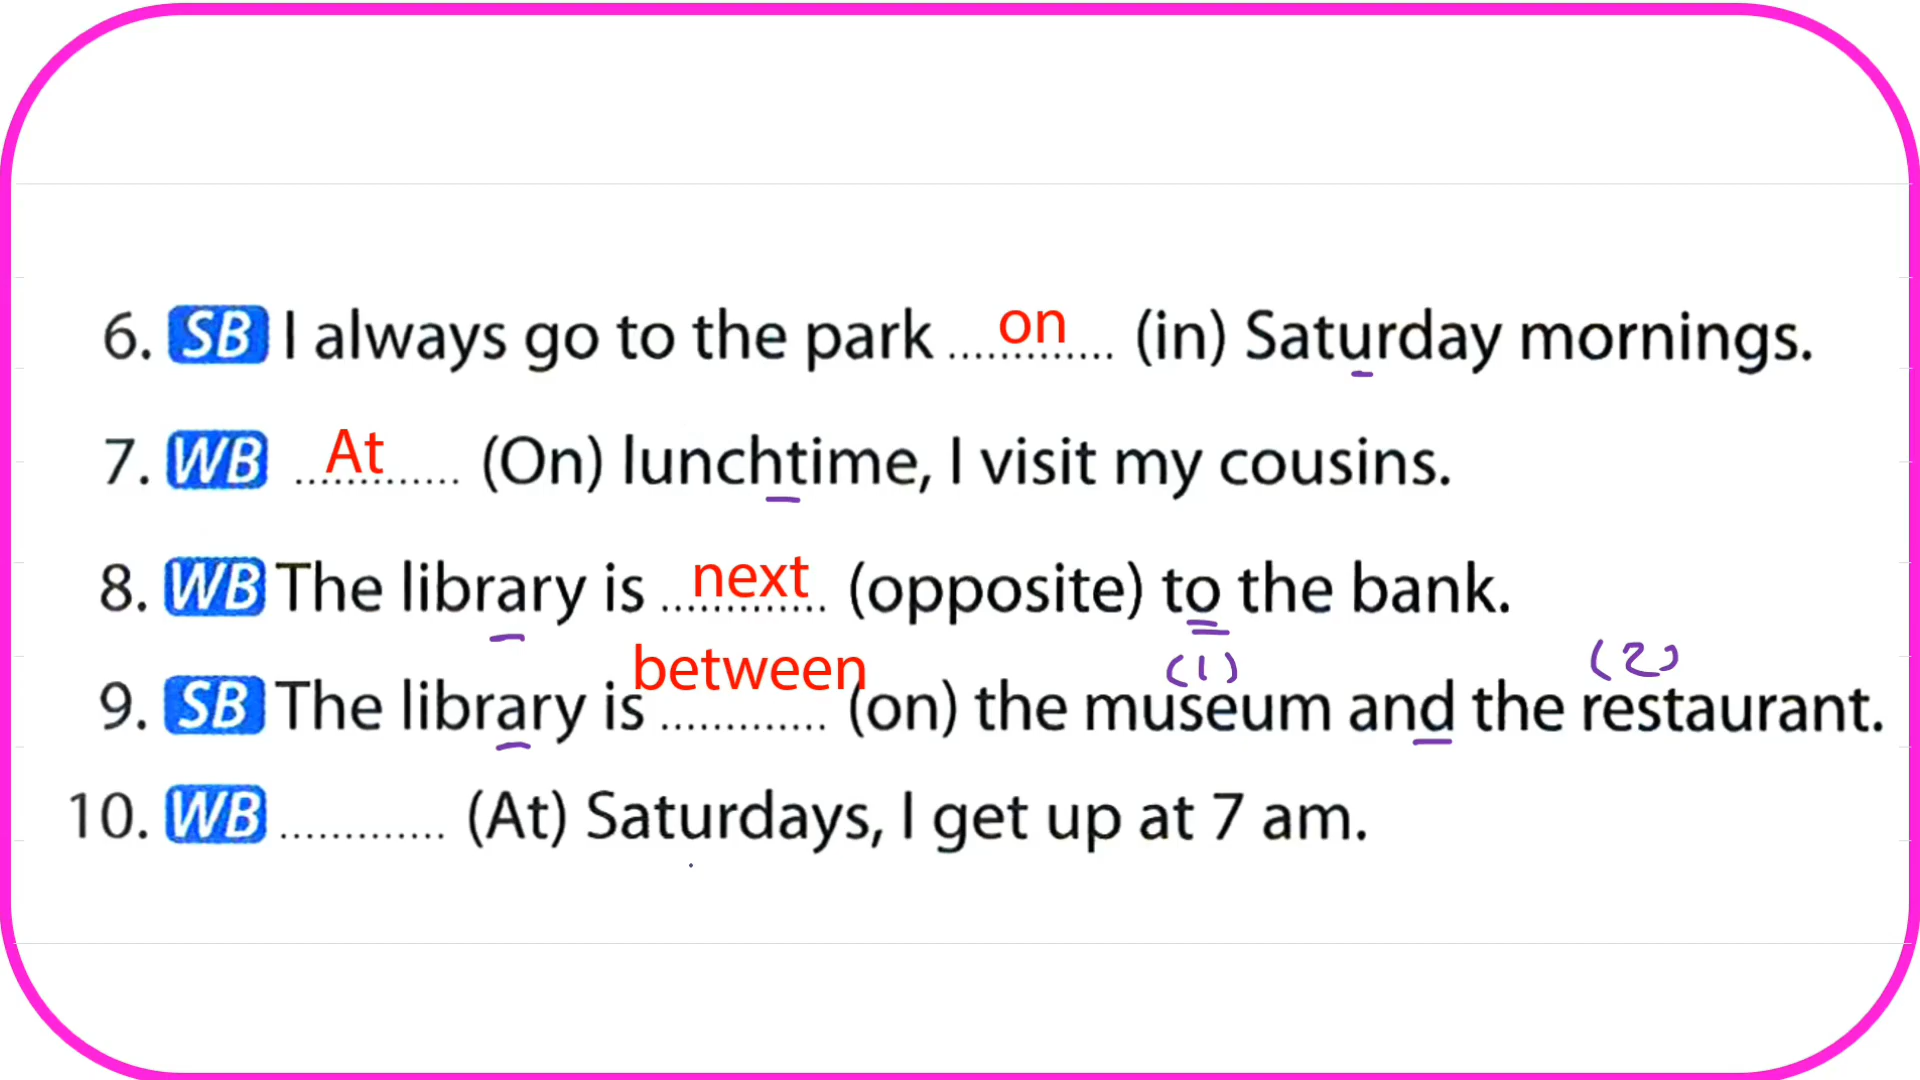 6. SB I always go to the park ............. on (in) Saturday mornings.
7. WB ............. At (On) lunchtime, I visit my cousins.
8. WB The library is ............. next (opposite) to the bank.
(1) (2)
9. SB The library is ............. between (on) the museum and the restaurant.
10. WB ............. (At) Saturdays, I get up at 7 am.